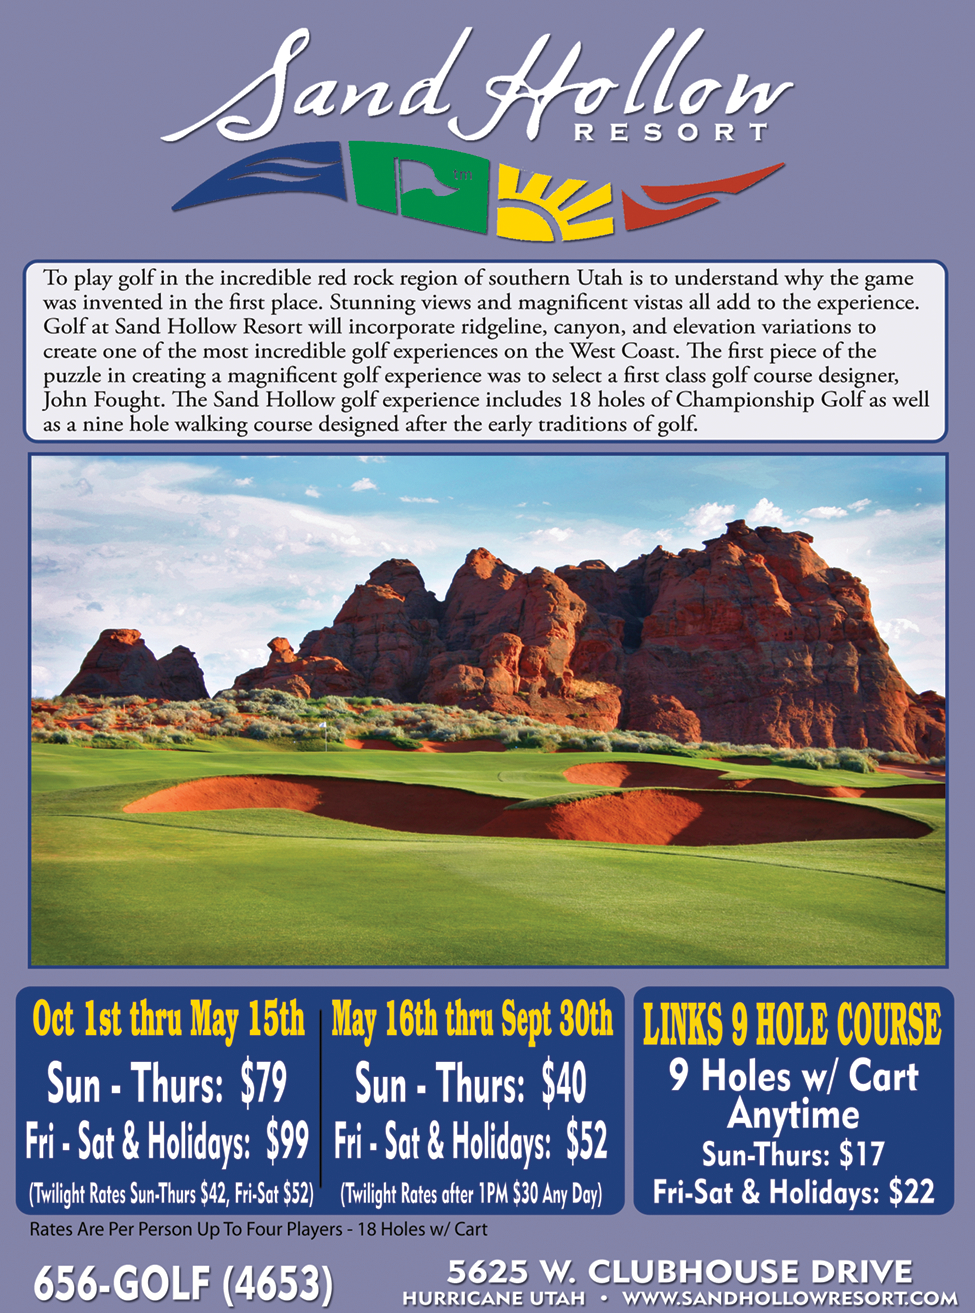 Sand Hollow
RESORT
To play golf in the incredible red rock region of southern Utah is to understand why the game
was invented in the first place. Stunning views and magnificent vistas all add to the experience.
Golf at Sand Hollow Resort will incorporate ridgeline, canyon, and elevation variations to
create one of the most incredible golf experiences on the West Coast. The first piece of the
puzzle in creating a magnificent golf experience was to select a first class golf course designer,
John Fought. The Sand Hollow golf experience includes 18 holes of Championship Golf as well
as a nine hole walking course designed after the early traditions of golf.
Oct 1st thru May 15th
Sun - Thurs: $79
Fri - Sat & Holidays: $99
(Twilight Rates Sun-Thurs $42, Fri-Sat $52)
May 16th thru Sept 30th
Sun - Thurs: $40
Fri - Sat & Holidays: $52
(Twilight Rates after 1PM $30 Any Day)
LINKS 9 HOLE COURSE
9 Holes w/ Cart
Anytime
Sun-Thurs: $17
Fri-Sat & Holidays: $22
Rates Are Per Person Up To Four Players - 18 Holes w/ Cart
656-GOLF (4653)
5625 W. CLUBHOUSE DRIVE
HURRICANE UTAH • WWW.SANDHOLLOWRESORT.COM